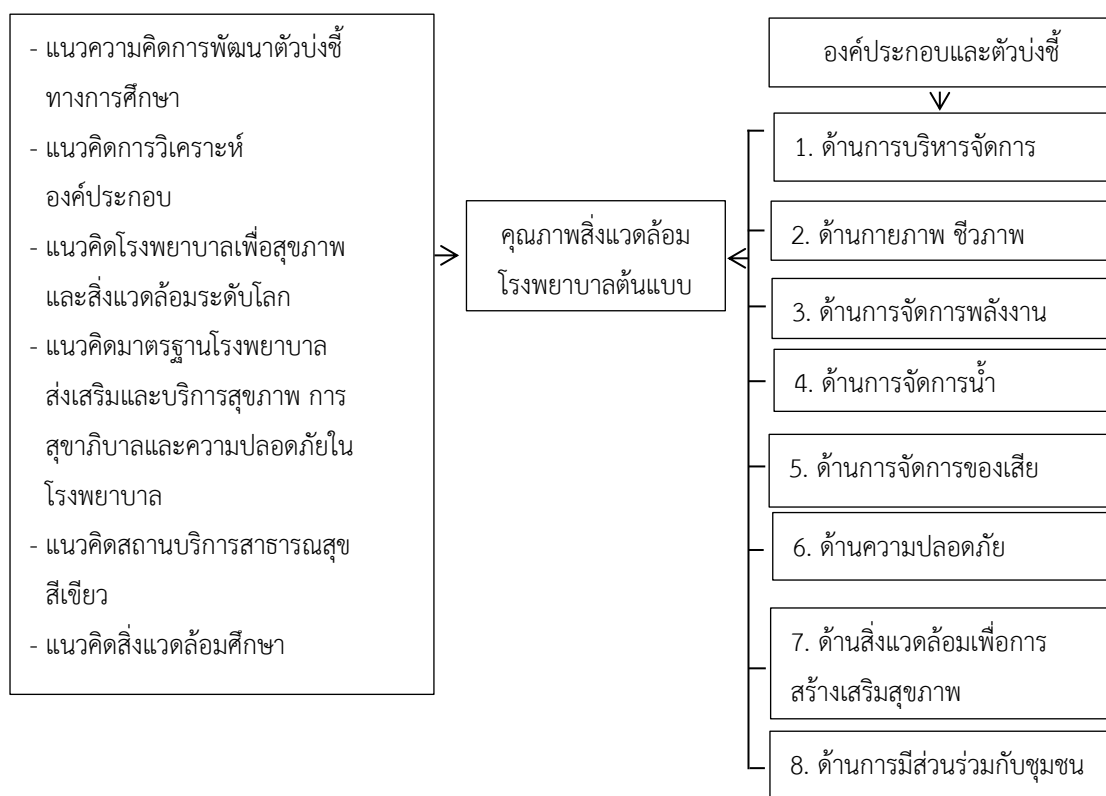 - แนวความคิดการพัฒนาตัวบ่งชี้
ทางการศึกษา
- แนวคิดการวิเคราะห์
องค์ประกอบ
- แนวคิดโรงพยาบาลเพื่อสุขภาพ
และสิ่งแวดล้อมระดับโลก
- แนวคิดมาตรฐานโรงพยาบาล
ส่งเสริมและบริการสุขภาพ การ
สุขาภิบาลและความปลอดภัยใน
โรงพยาบาล
- แนวคิดสถานบริการสาธารณสุข
สีเขียว
- แนวคิดสิ่งแวดล้อมศึกษา
คุณภาพสิ่งแวดล้อม
โรงพยาบาลต้นแบบ
องค์ประกอบและตัวบ่งชี้
1. ด้านการบริหารจัดการ
2. ด้านกายภาพ ชีวภาพ
3. ด้านการจัดการพลังงาน
4. ด้านการจัดการน้ำ
5. ด้านการจัดการของเสีย
6. ด้านความปลอดภัย
7. ด้านสิ่งแวดล้อมเพื่อการ
สร้างเสริมสุขภาพ
8. ด้านการมีส่วนร่วมกับชุมชน